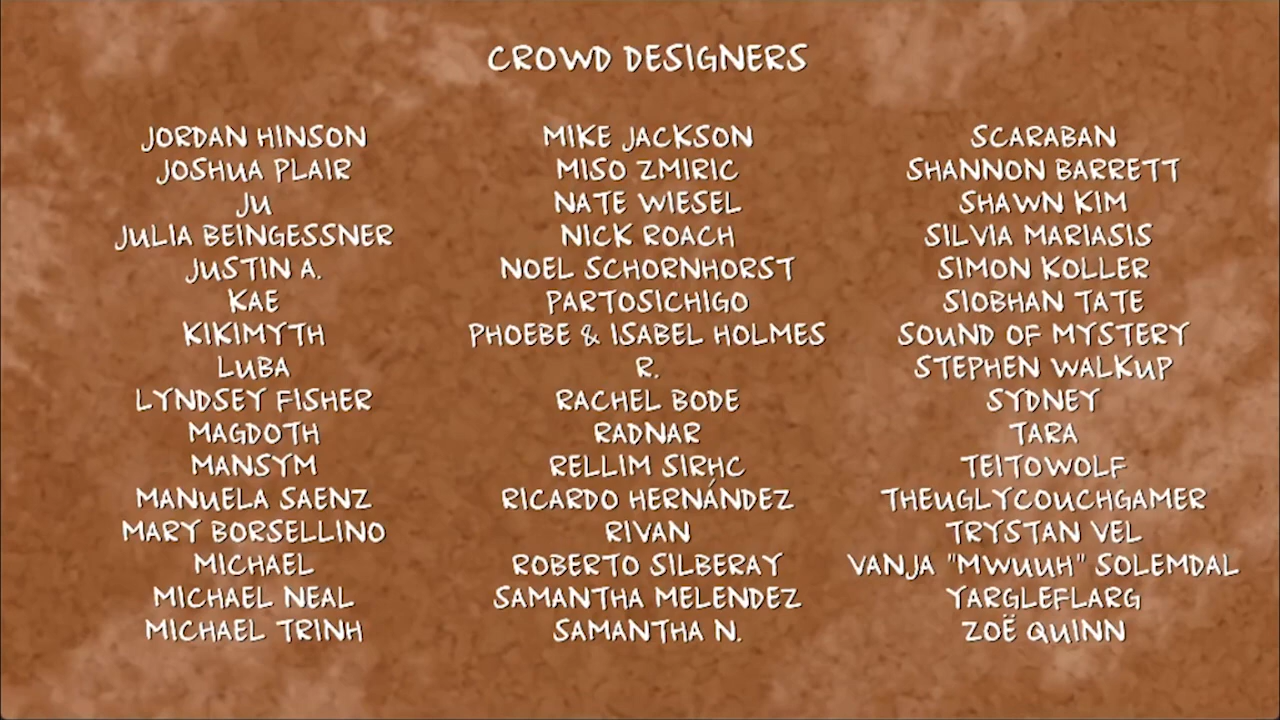 CROWD DESIGNERS
JORDAN HINSON
JOSHUA PLAIR
JU
JULIA BEINGESSNER
JUSTIN A.
KAE
KIKIMYTH
LUBA
LYNDSEY FISHER
MAGDOTH
MANSYM
MANUELA SAENZ
MARY BORSELLINO
MICHAEL
MICHAEL NEAL
MICHAEL TRINH
MIKE JACKSON
MISO ZMIRIC
NATE WIESEL
NICK ROACH
NOEL SCHORNHORST
PARTOSICHIGO
PHOEBE & ISABEL HOLMES
R.
RACHEL BODE
RADNAR
RELLIM SIRHC
RICARDO HERNÁNDEZ
RIVAN
ROBERTO SILBERAY
SAMANTHA MELENDEZ
SAMANTHA N.
SCARABAN
SHANNON BARRETT
SHAWN KIM
SILVIA MARIASIS
SIMON KOLLER
SIOBHAN TATE
SOUND OF MYSTERY
STEPHEN WALKUP
SYDNEY
TARA
TEITOWOLF
THEUGLYCOUCHGAMER
TRYSTAN VEL
VANJA "MWUUH" SOLEMDAL
YARGLEFLARG
ZOË QUINN